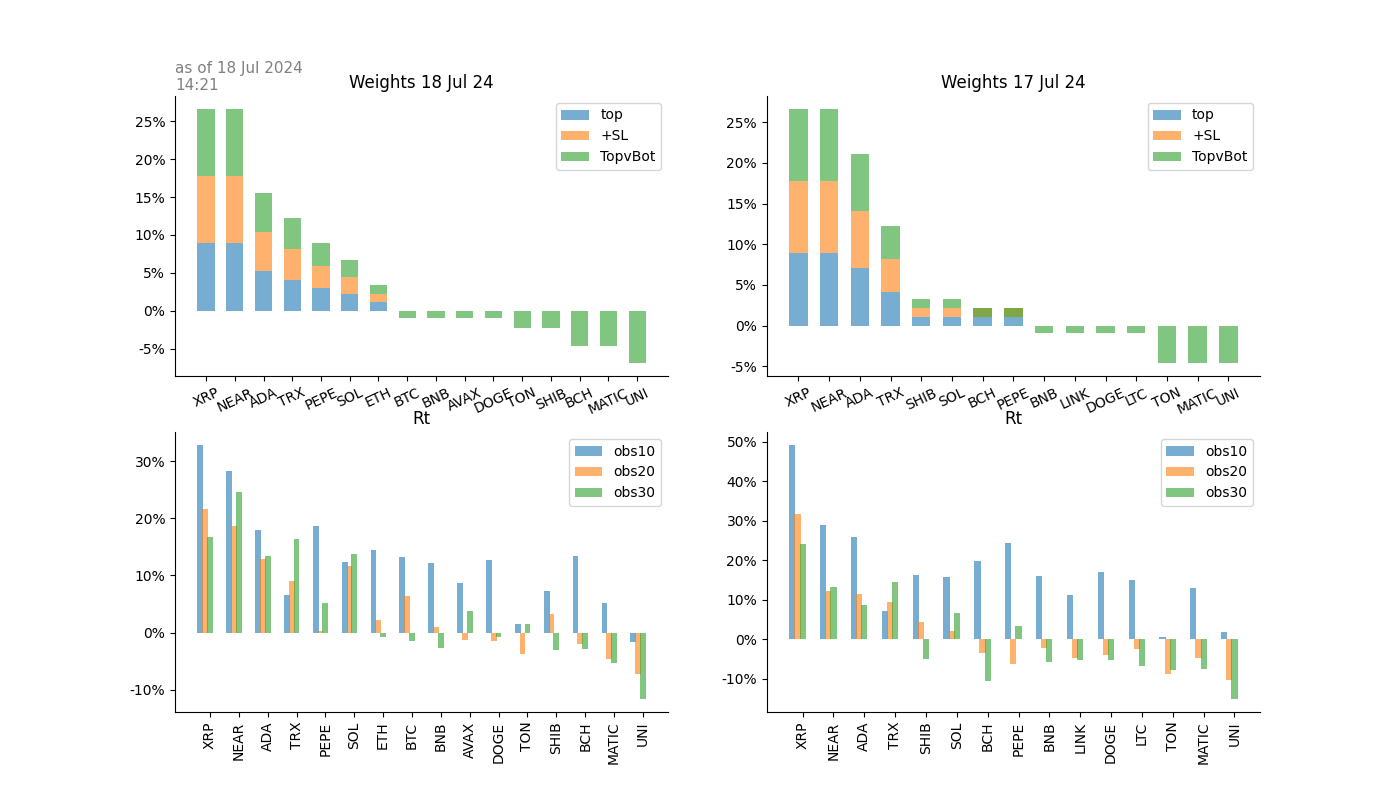 as of 18 Jul 2024
14:21
Weights 18 Jul 24
25%
20%
15%
10%
5%
0%
-5%
top
+SL
TopvBot
XRP NEAR ADA TRX PEPE SOL ETH BTC BNB AVAX DOGE TON SHIB BCH MATIC UNI
Weights 17 Jul 24
25%
20%
15%
10%
5%
0%
-5%
top
+SL
TopvBot
XRP NEAR ADA TRX SHIB SOL BCH PEPE BNB LINK DOGE LTC TON MATIC UNI
Rt
30%
20%
10%
0%
-10%
obs10
obs20
obs30
XRP NEAR ADA TRX PEPE SOL ETH BTC BNB AVAX DOGE TON SHIB BCH MATIC UNI
Rt
50%
40%
30%
20%
10%
0%
-10%
obs10
obs20
obs30
XRP NEAR ADA TRX SHIB SOL BCH PEPE BNB LINK DOGE LTC TON MATIC UNI